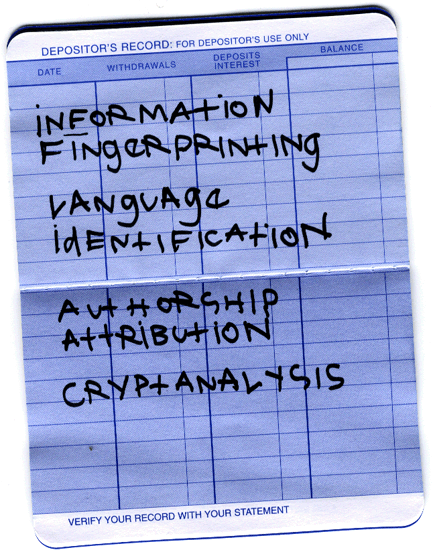 DEPOSITOR'S RECORD: FOR DEPOSITOR'S USE ONLY
DATE WITHDRAWALS DEPOSITS INTEREST BALANCE
iNFORMAtiON
FINgERPRINtINg
LANgUAgE
idENtiFICAtiON
AUtHORSHIP
AttRIBUtION
CRYPtANALYSIS
VERIFY YOUR RECORD WITH YOUR STATEMENT